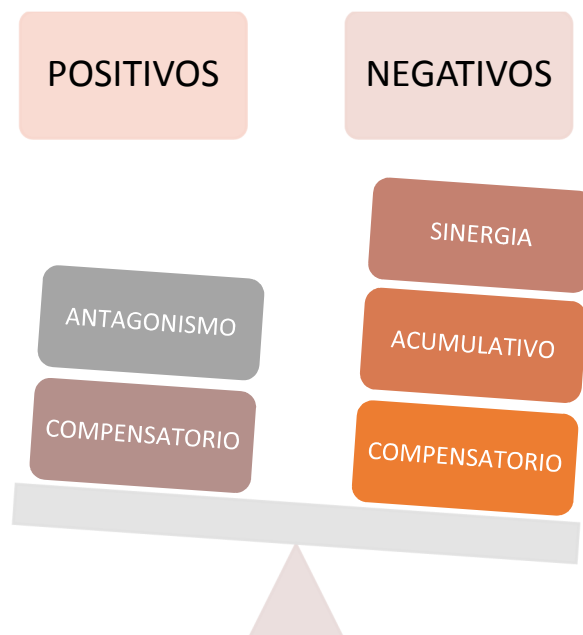 POSITIVOS
NEGATIVOS
SINERGIA
ANTAGONISMO
ACUMULATIVO
COMPENSATORIO
COMPENSATORIO